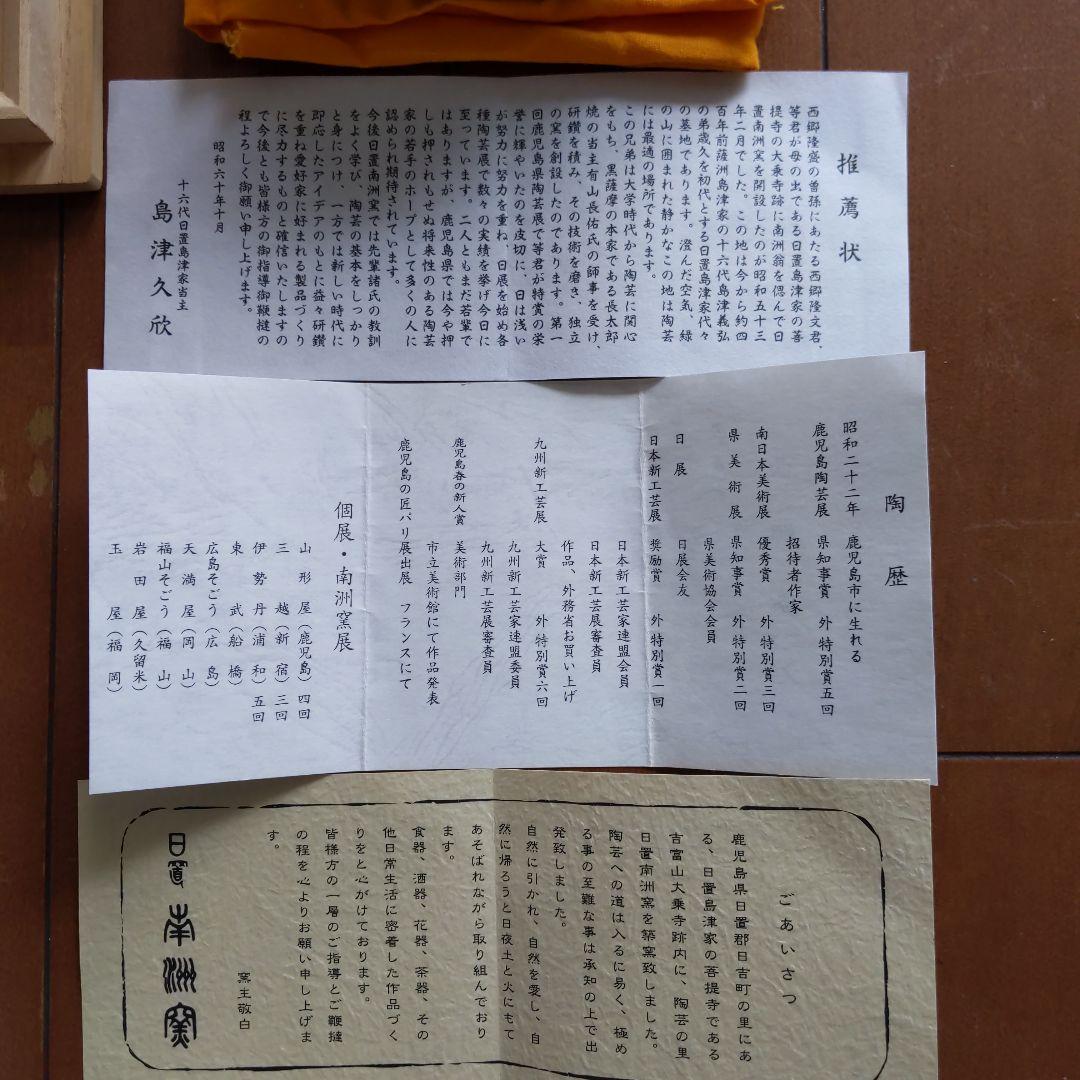 推薦状
西郷隆盛の曽孫にあたる西郷隆文君、
等君が母の出である日置島津家の菩
提寺の大乗寺跡に南洲翁を偲んで日
置南洲窯を開設したのが昭和五十三
年二月でした。この地は今から約四
百年前薩洲島津家の十六代島津義弘
の弟歳久を初代とする日置島津家代々
の墓地であります。澄んだ空気、緑
の山に囲まれた静かなこの地は陶芸
には最適の場所であります。
この兄弟は大学時代から陶芸に関心
をもち、黒薩摩の本家である長太郎
焼の当主有山長佑氏の師事を受け、
研鑽を積み、その技術を磨き、独立
の窯を創設したのであります。第一
回鹿児島県陶芸展で等君が特賞の栄
誉に輝やいたのを皮切に、日は浅い
が努力に努力を重ね、日展を始め各
種陶芸展で数々の実績を挙げ今日に
至っています。二人ともまだ若輩で
はありますが、鹿児島県では今や押
しも押されもせぬ将来性のある陶芸
家の若手のホープとして多くの人に
認められ期待されています。
今後日置南洲窯では先輩諸氏の教訓
をよく学び、陶芸の基本をしっかり
と身につけ、一方では新しい時代に
即応したアイデアのもとに益々研鑽
を重ね愛好家に好まれる製品づくり
に尽力するものと確信いたしますの
で今後とも皆様方の御指導御鞭撻の
程よろしく御願い申し上げます。
昭和六十年十月
十六代日置島津家当主
島津久欣
陶歴
昭和二十二年 鹿児島市に生れる
鹿児島陶芸展 県知事賞 外 特別賞五回
招待者作家
南日本美術展 優秀賞 外 特別賞三回
県美術展 県知事賞 外 特別賞二回
県美術協会会員
日展 日展会友
日本新工芸展 奨励賞 外 特別賞一回
日本新工芸家連盟会員
日本新工芸展審査員
作品、外務省お買い上げ
九州新工芸展 大賞 外 特別賞六回
九州新工芸家連盟委員
九州新工芸展審査員
鹿児島春の新人賞 美術部門
市立美術館にて作品発表
鹿児島の匠パリ展出展 フランスにて
個展・南洲窯展
山形屋(鹿児島)四回
三越(新宿)三回
伊勢丹(浦和)五回
東武(船橋)
広島そごう(広島)
天満屋(岡山)
福山そごう(福山)
岩田屋(久留米)
玉屋(福岡)
ごあいさつ
鹿児島県日置郡日吉町の里にあ
る、日置島津家の菩提寺である
吉富山大乗寺跡内に、陶芸の里
日置南洲窯を築窯致しました。
陶芸への道は入るに易く、極め
る事の至難な事は承知の上で出
発致しました。
自然に引かれ、自然を愛し、自
然に帰ろうと日夜土と火にもて
あそばれながら取り組んでおり
ます。
食器、酒器、花器、茶器、その
他日常生活に密着した作品づく
りをと心がけております。
皆様方の一層のご指導とご鞭撻
の程を心よりお願い申し上げま
す。
窯主敬白
日置南洲窯